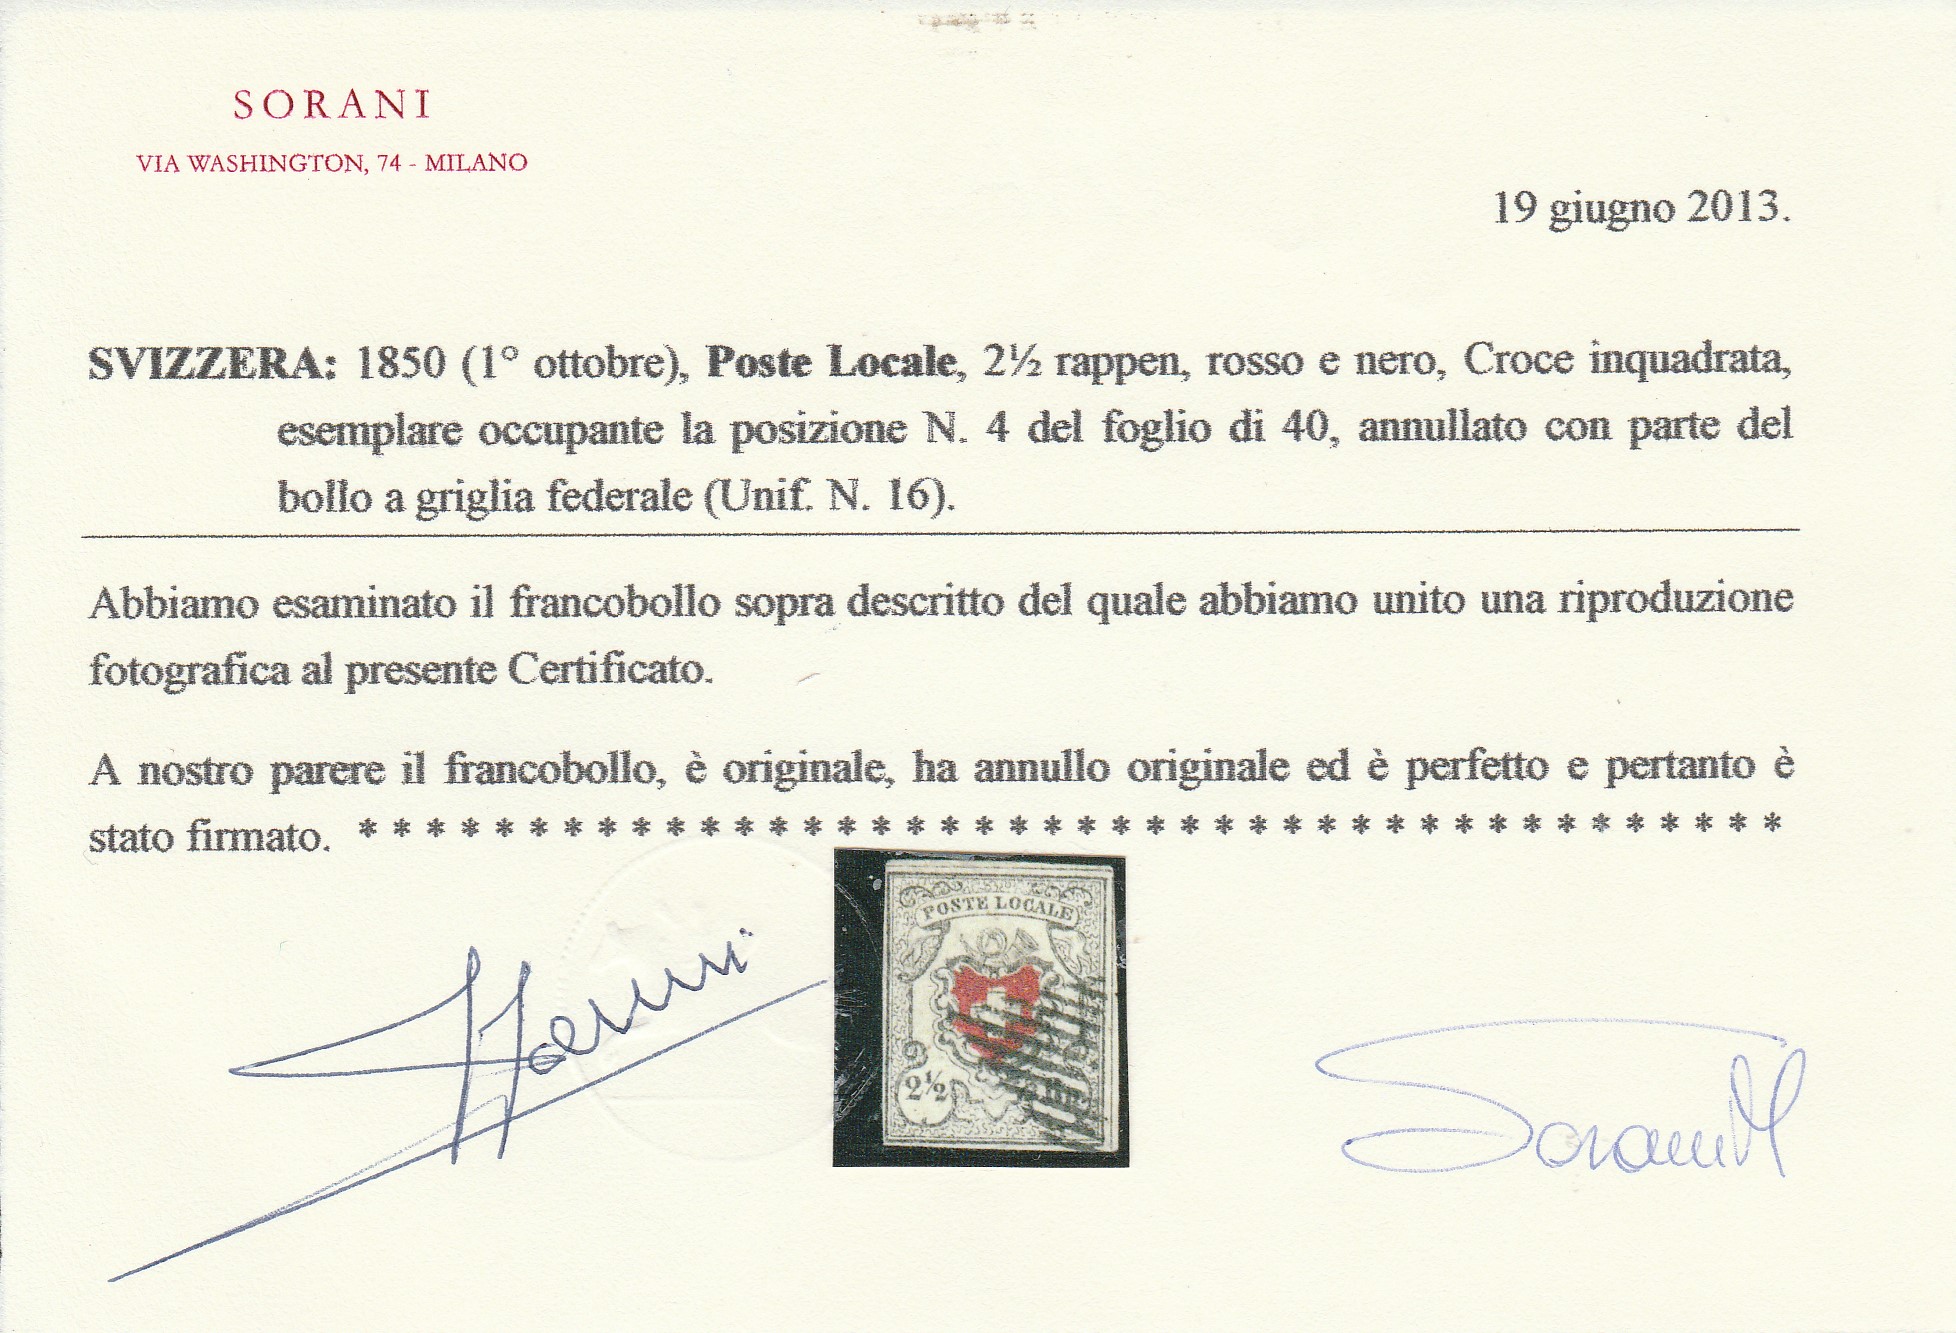 SORANI
VIA WASHINGTON, 74 - MILANO
19 giugno 2013.
SVIZZERA: 1850 (1° ottobre), Poste Locale, 2½ rappen, rosso e nero, Croce inquadrata,
esemplare occupante la posizione N. 4 del foglio di 40, annullato con parte del
bollo a griglia federale (Unif. N. 16).
Abbiamo esaminato il francobollo sopra descritto del quale abbiamo unito una riproduzione
fotografica al presente Certificato.
A nostro parere il francobollo, è originale, ha annullo originale ed è perfetto e pertanto è
stato firmato. * * * * * * * * * * * * * * * * * * * * * * * * * * * * * * * * * * * * * * * * * *
POSTE LOCALE
2½